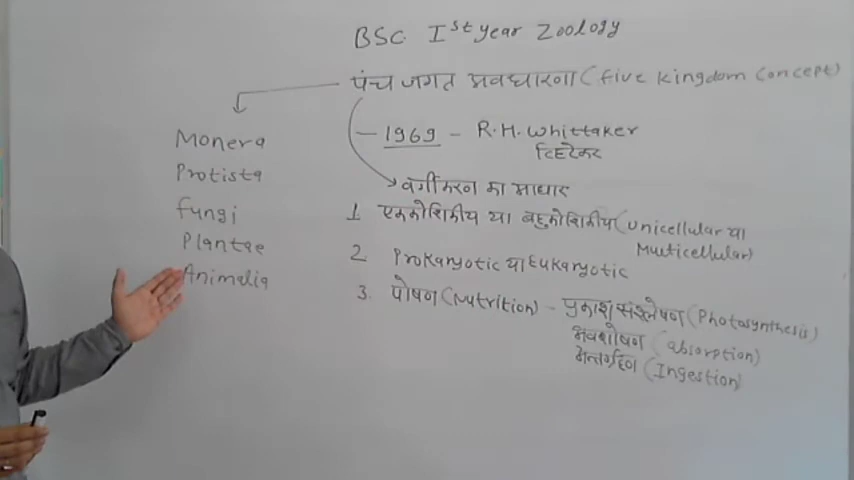 BSC Ist year Zoology
पंच जगत अवधारणा (five Kingdom Concept)
Monera
Protista
fungi
Plantae
Animalia
1969 - R.H. Whittaker
व्हिटेकर
वर्गीकरण का आधार
1. एककोशिकीय या बहुकोशिकीय (Unicellular या
Multicellular)
2 Prokaryotic या Eukaryotic
3. पोषण (Nutrition) - प्रकाश संश्लेषण (Photosynthesis)
अवशोषण (absorption)
अन्तर्ग्रहण (Ingestion)